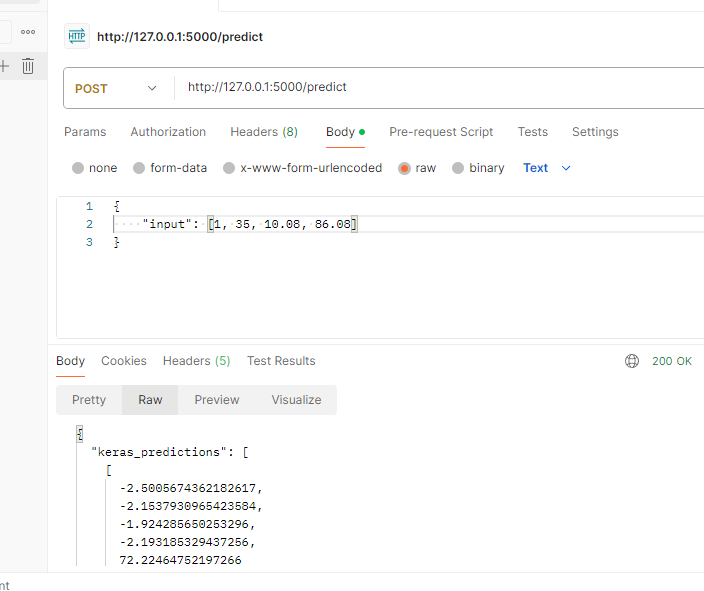 HTTP http://127.0.0.1:5000/predict
POST http://127.0.0.1:5000/predict
Params Authorization Headers (8) Body Pre-request Script Tests Settings
none form-data x-www-form-urlencoded raw binary Text
1 {
2 "input": [1, 35, 10.08, 86.08]
3 }
Body Cookies Headers (5) Test Results 200 OK
Pretty Raw Preview Visualize
{
"keras_predictions": [
[
-2.5005674362182617,
-2.1537930965423584,
-1.924285650253296,
-2.193185329437256,
72.22464752197266
nt